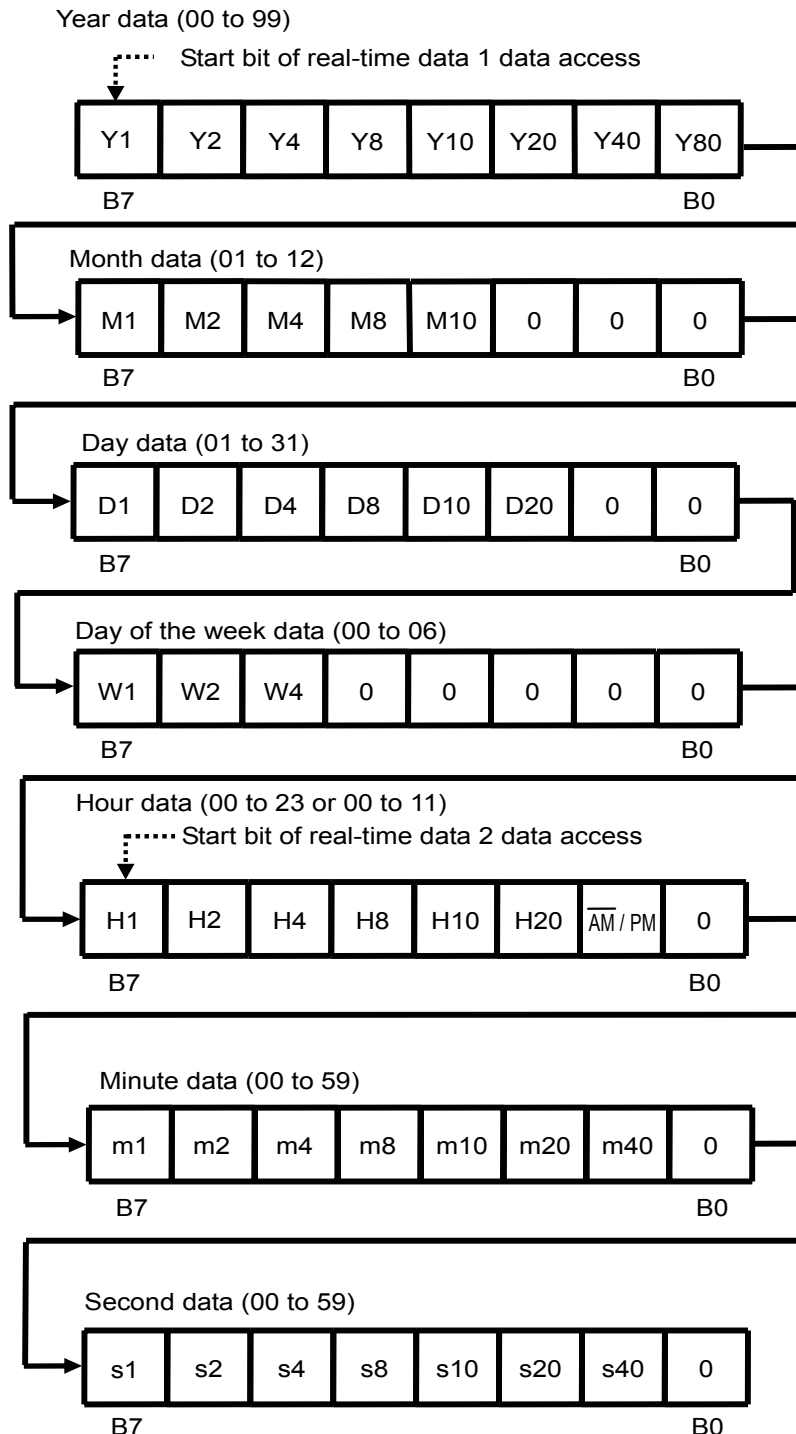 Year data (00 to 99)
Start bit of real-time data 1 data access
Y1 Y2 Y4 Y8 Y10 Y20 Y40 Y80
B7 B0
Month data (01 to 12)
M1 M2 M4 M8 M10 0 0 0
B7 B0
Day data (01 to 31)
D1 D2 D4 D8 D10 D20 0 0
B7 B0
Day of the week data (00 to 06)
W1 W2 W4 0 0 0 0 0
B7 B0
Hour data (00 to 23 or 00 to 11)
Start bit of real-time data 2 data access
H1 H2 H4 H8 H10 H20 A̅M̅ / PM 0
B7 B0
Minute data (00 to 59)
m1 m2 m4 m8 m10 m20 m40 0
B7 B0
Second data (00 to 59)
s1 s2 s4 s8 s10 s20 s40 0
B7 B0